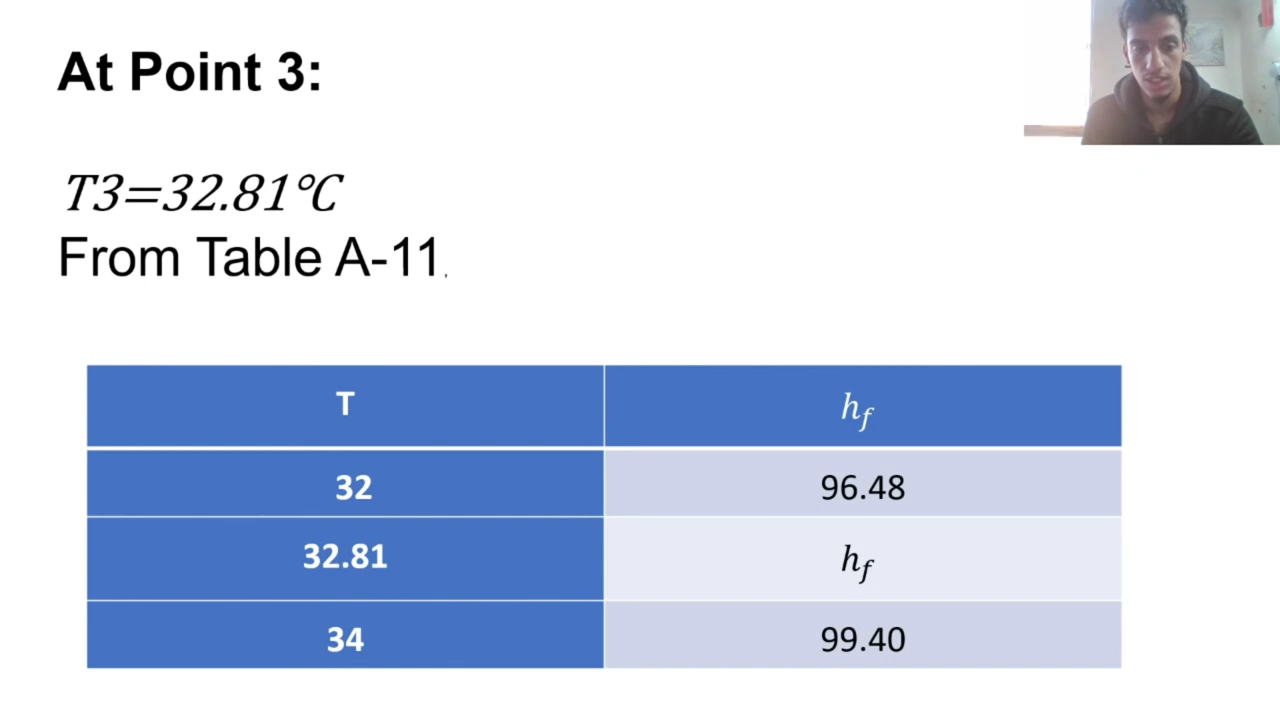 At Point 3:
T3=32.81°C
From Table A-11.
T h_f
32 96.48
32.81 h_f
34 99.40